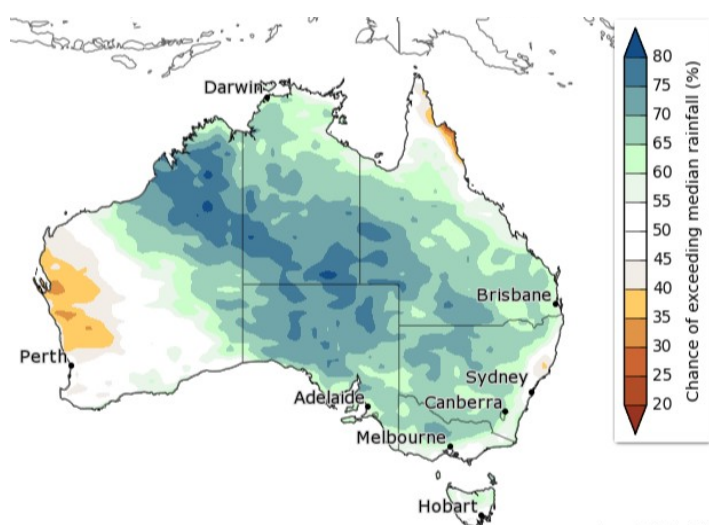 Darwin
Brisbane
Perth
Sydney
Adelaide
Canberra
Melbourne
Hobart
80
75
70
65
60
55
50
45
40
35
30
25
20
Chance of exceeding median rainfall (%)